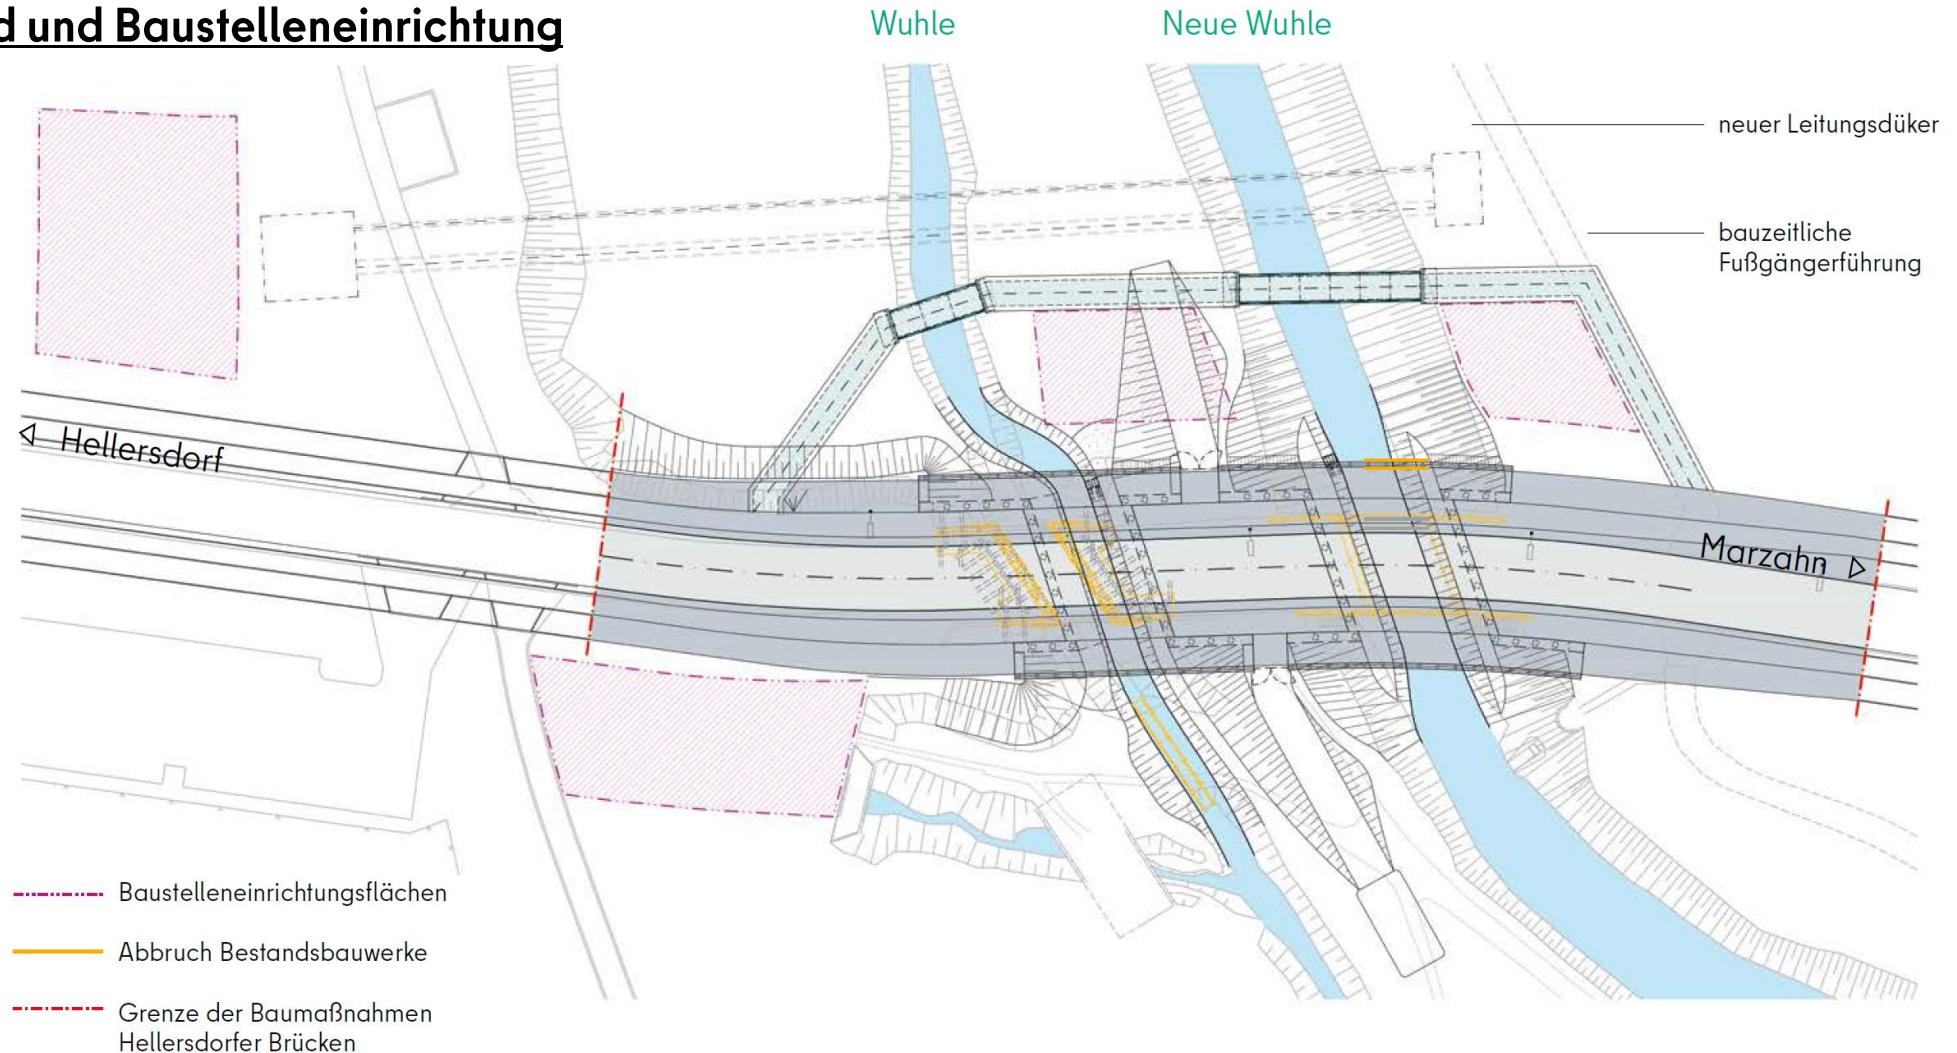 d und Baustelleneinrichtung
Wuhle
Neue Wuhle
neuer Leitungsdüker
bauzeitliche
Fußgängerführung
Hellersdorf
Marzahn
Baustelleneinrichtungsflächen
Abbruch Bestandsbauwerke
Grenze der Baumaßnahmen
Hellersdorfer Brücken